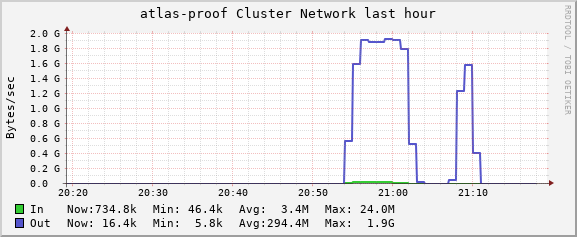 atlas-proof Cluster Network last hour
RRDTOOL / TOBI OETIKER
Bytes/sec
2.0 G
1.8 G
1.6 G
1.4 G
1.2 G
1.0 G
0.8 G
0.6 G
0.4 G
0.2 G
0.0
20:20 20:30 20:40 20:50 21:00 21:10
In Now:734.8k Min: 46.4k Avg: 3.4M Max: 24.0M
Out Now: 16.4k Min: 5.8k Avg:294.4M Max: 1.9G